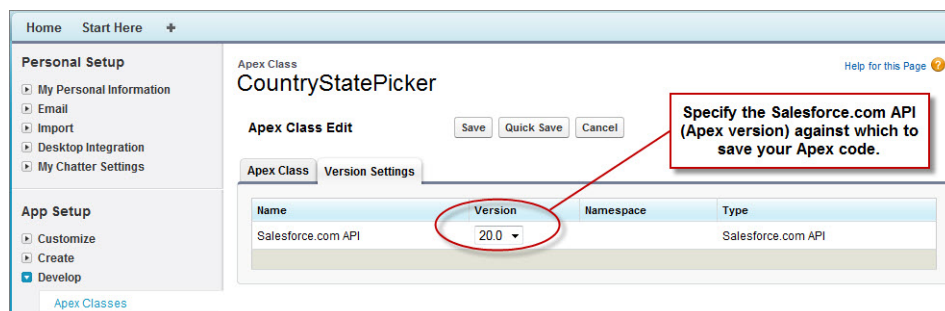 Home Start Here +
Personal Setup
My Personal Information
Email
Import
Desktop Integration
My Chatter Settings
App Setup
Customize
Create
Develop
Apex Classes
Apex Class
CountryStatePicker
Help for this Page ?
Apex Class Edit Save Quick Save Cancel
Specify the Salesforce.com API
(Apex version) against which to
save your Apex code.
Apex Class Version Settings
Name Version Namespace Type
Salesforce.com API 20.0 Salesforce.com API